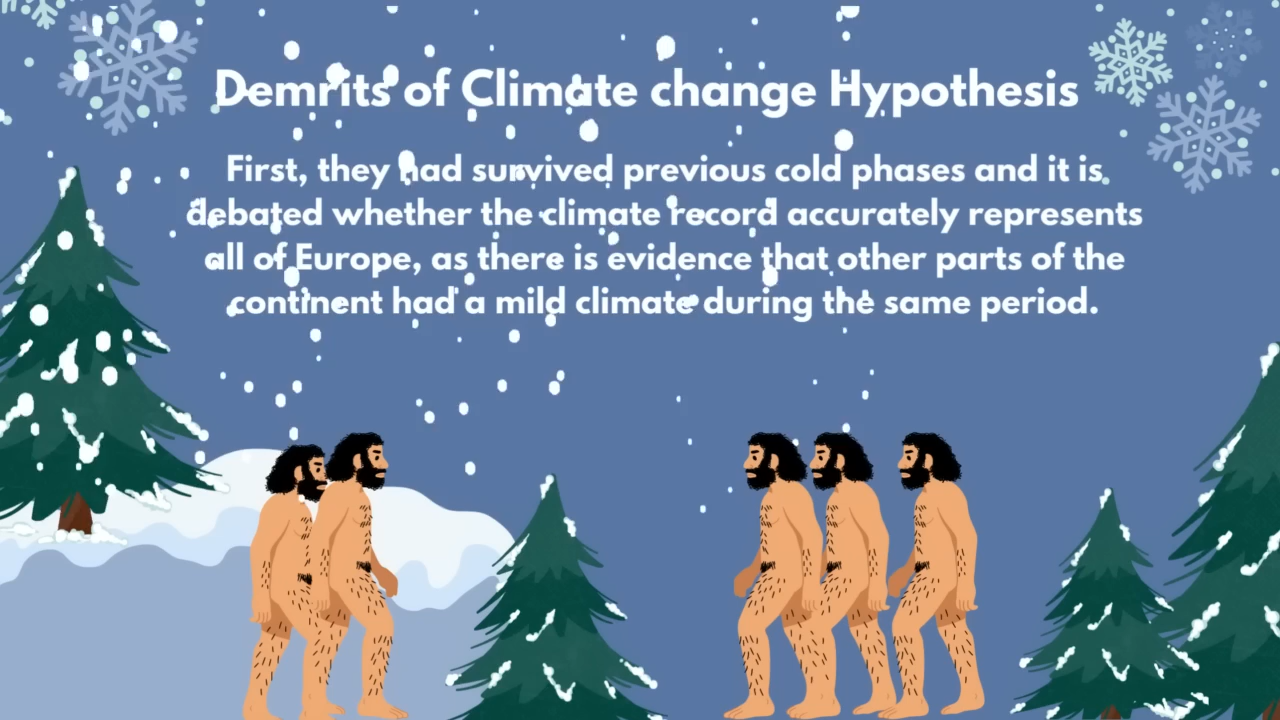 Demrits of Climate change Hypothesis
First, they had survived previous cold phases and it is
debated whether the climate record accurately represents
all of Europe, as there is evidence that other parts of the
continent had a mild climate during the same period.